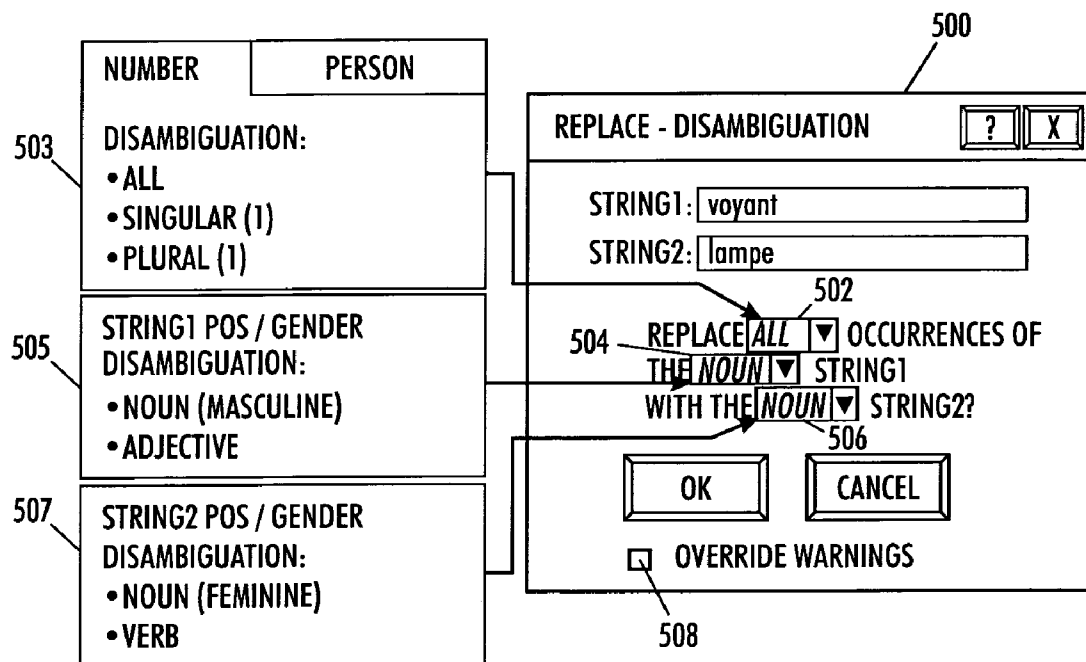 500
NUMBER PERSON
DISAMBIGUATION:
•ALL
•SINGULAR (1)
•PLURAL (1)
503
REPLACE - DISAMBIGUATION ? X
STRING1: voyant
STRING2: lampe
502
REPLACE ALL ▼ OCCURRENCES OF
504
THE NOUN ▼ STRING1
WITH THE NOUN ▼ STRING2?
506
OK CANCEL
OVERRIDE WARNINGS
508
505
STRING1 POS / GENDER
DISAMBIGUATION:
•NOUN (MASCULINE)
•ADJECTIVE
507
STRING2 POS / GENDER
DISAMBIGUATION:
•NOUN (FEMININE)
•VERB